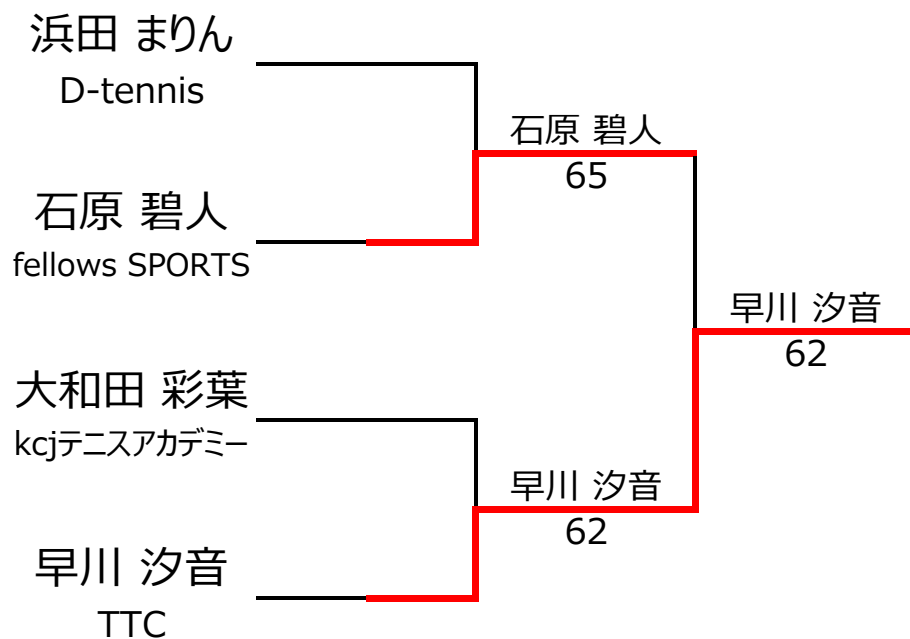 浜田 まりん
D-tennis
石原 碧人
65
石原 碧人
fellows SPORTS
早川 汐音
62
大和田 彩葉
kcjテニスアカデミー
早川 汐音
62
早川 汐音
TTC